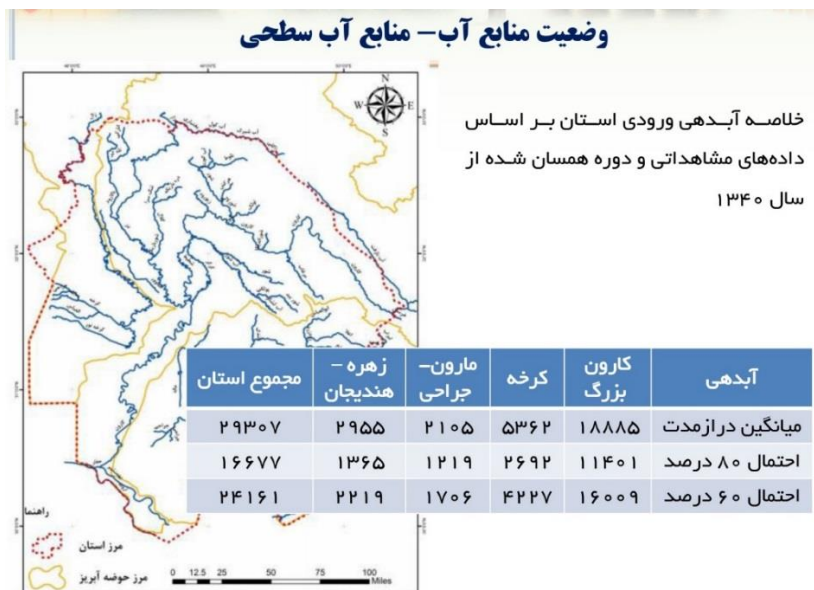 وضعیت منابع آب– منابع آب سطحی
خلاصه آبدهی ورودی استان بر اساس
داده‌های مشاهداتی و دوره همسان شده از
سال ۱۳۴۰
N
W E
S
آبدهی کارون بزرگ کرخه مارون– جراحی زهره – هندیجان مجموع استان
میانگین درازمدت ۱۸۸۸۵ ۵۳۶۲ ۲۱۰۵ ۲۹۵۵ ۲۹۳۰۷
احتمال ۸۰ درصد ۱۱۴۰۱ ۲۶۹۲ ۱۲۱۹ ۱۳۶۵ ۱۶۶۷۷
احتمال ۶۰ درصد ۱۶۰۰۹ ۴۲۲۷ ۱۷۰۶ ۲۲۱۹ ۲۴۱۶۱
راهنما
مرز استان
مرز حوضه آبریز
0 12.5 25 50 75 100
Miles